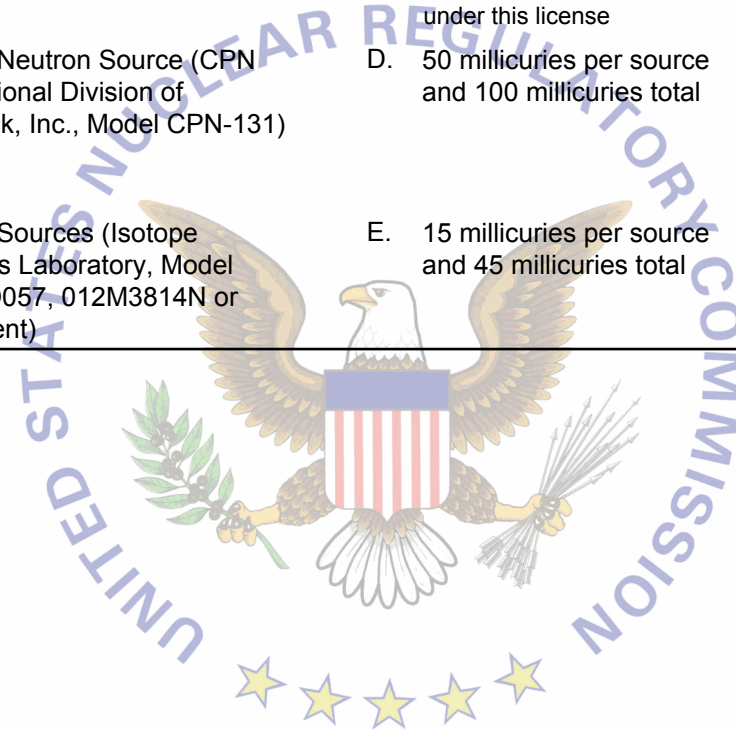 under this license
Neutron Source (CPN
D. 50 millicuries per source
ional Division of
and 100 millicuries total
k, Inc., Model CPN-131)
Sources (Isotope
E. 15 millicuries per source
s Laboratory, Model
and 45 millicuries total
057, 012M3814N or
ent)
UNITED STATES NUCLEAR REGULATORY COMMISSION